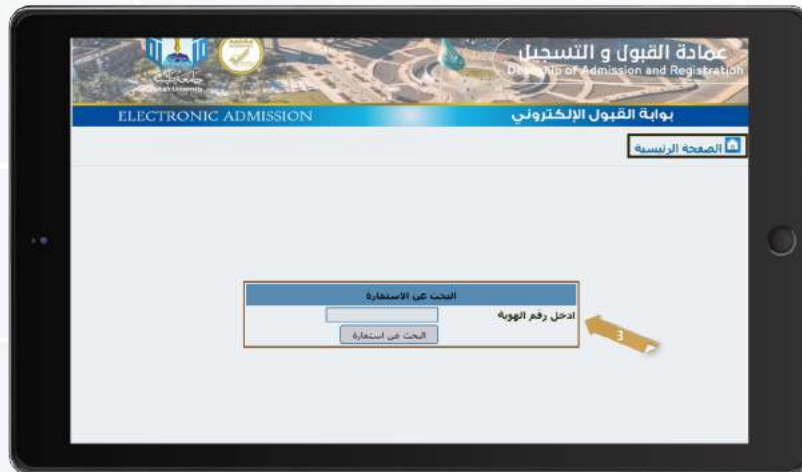 عمادة القبول و التسجيل
Deanship of Admission and Registration
ELECTRONIC ADMISSION
بوابة القبول الإلكتروني
الصفحة الرئيسية
البحث عن الاستمارة
ادخل رقم الهوية
البحث عن استمارة
3